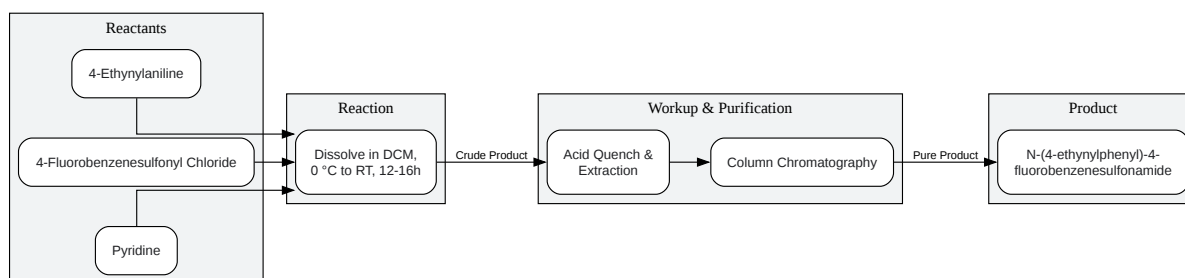 Reactants
4-Ethynylaniline
4-Fluorobenzenesulfonyl Chloride
Pyridine
Reaction
Dissolve in DCM,
0 °C to RT, 12-16h
Crude Product
Workup & Purification
Acid Quench &
Extraction
Column Chromatography
Pure Product
Product
N-(4-ethynylphenyl)-4-
fluorobenzenesulfonamide